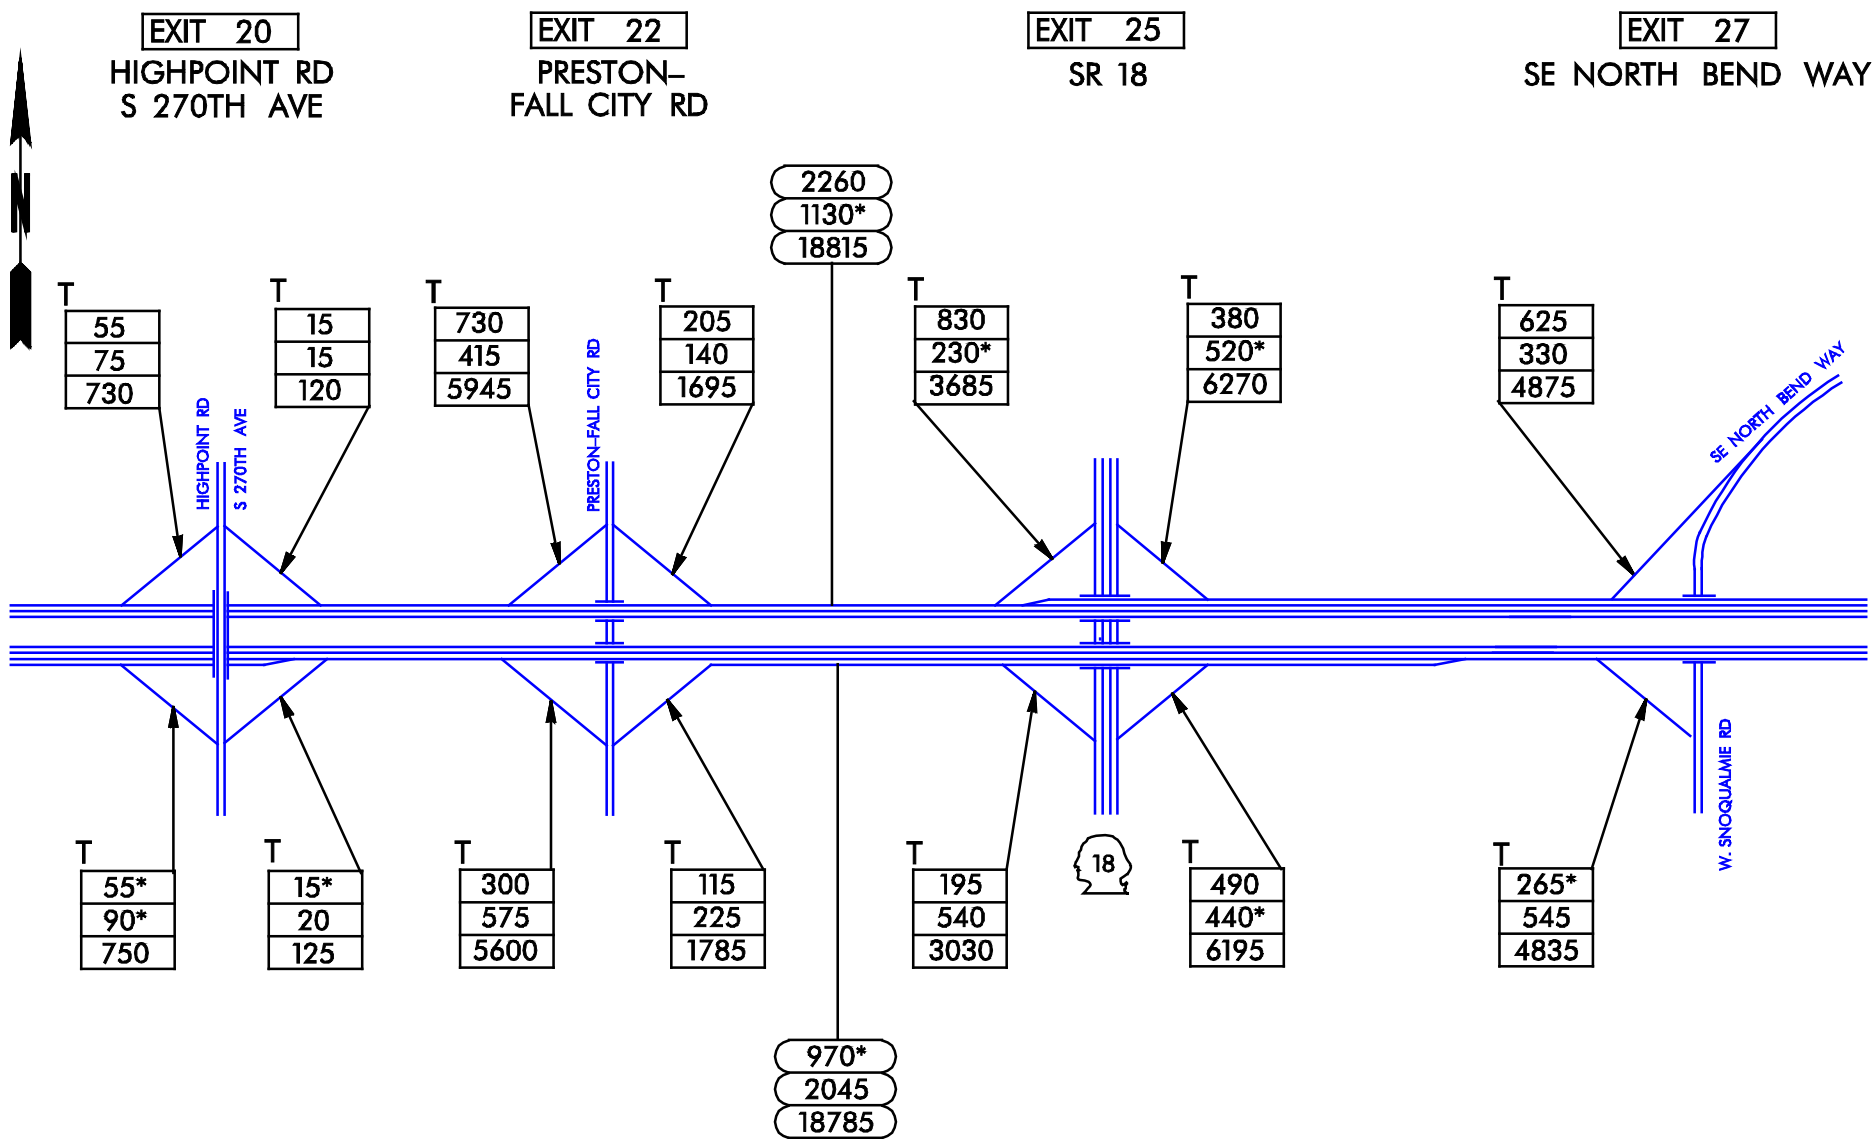 EXIT 20
HIGHPOINT RD
S 270TH AVE
EXIT 22
PRESTON–
FALL CITY RD
EXIT 25
SR 18
EXIT 27
SE NORTH BEND WAY
N
2260
1130*
18815
T
55
75
730
T
15
15
120
T
730
415
5945
T
205
140
1695
T
830
230*
3685
T
380
520*
6270
T
625
330
4875
HIGHPOINT RD
S 270TH AVE
PRESTON–FALL CITY RD
SE NORTH BEND WAY
W. SNOQUALMIE RD
T
55*
90*
750
T
15*
20
125
T
300
575
5600
T
115
225
1785
T
195
540
3030
18
T
490
440*
6195
T
265*
545
4835
970*
2045
18785